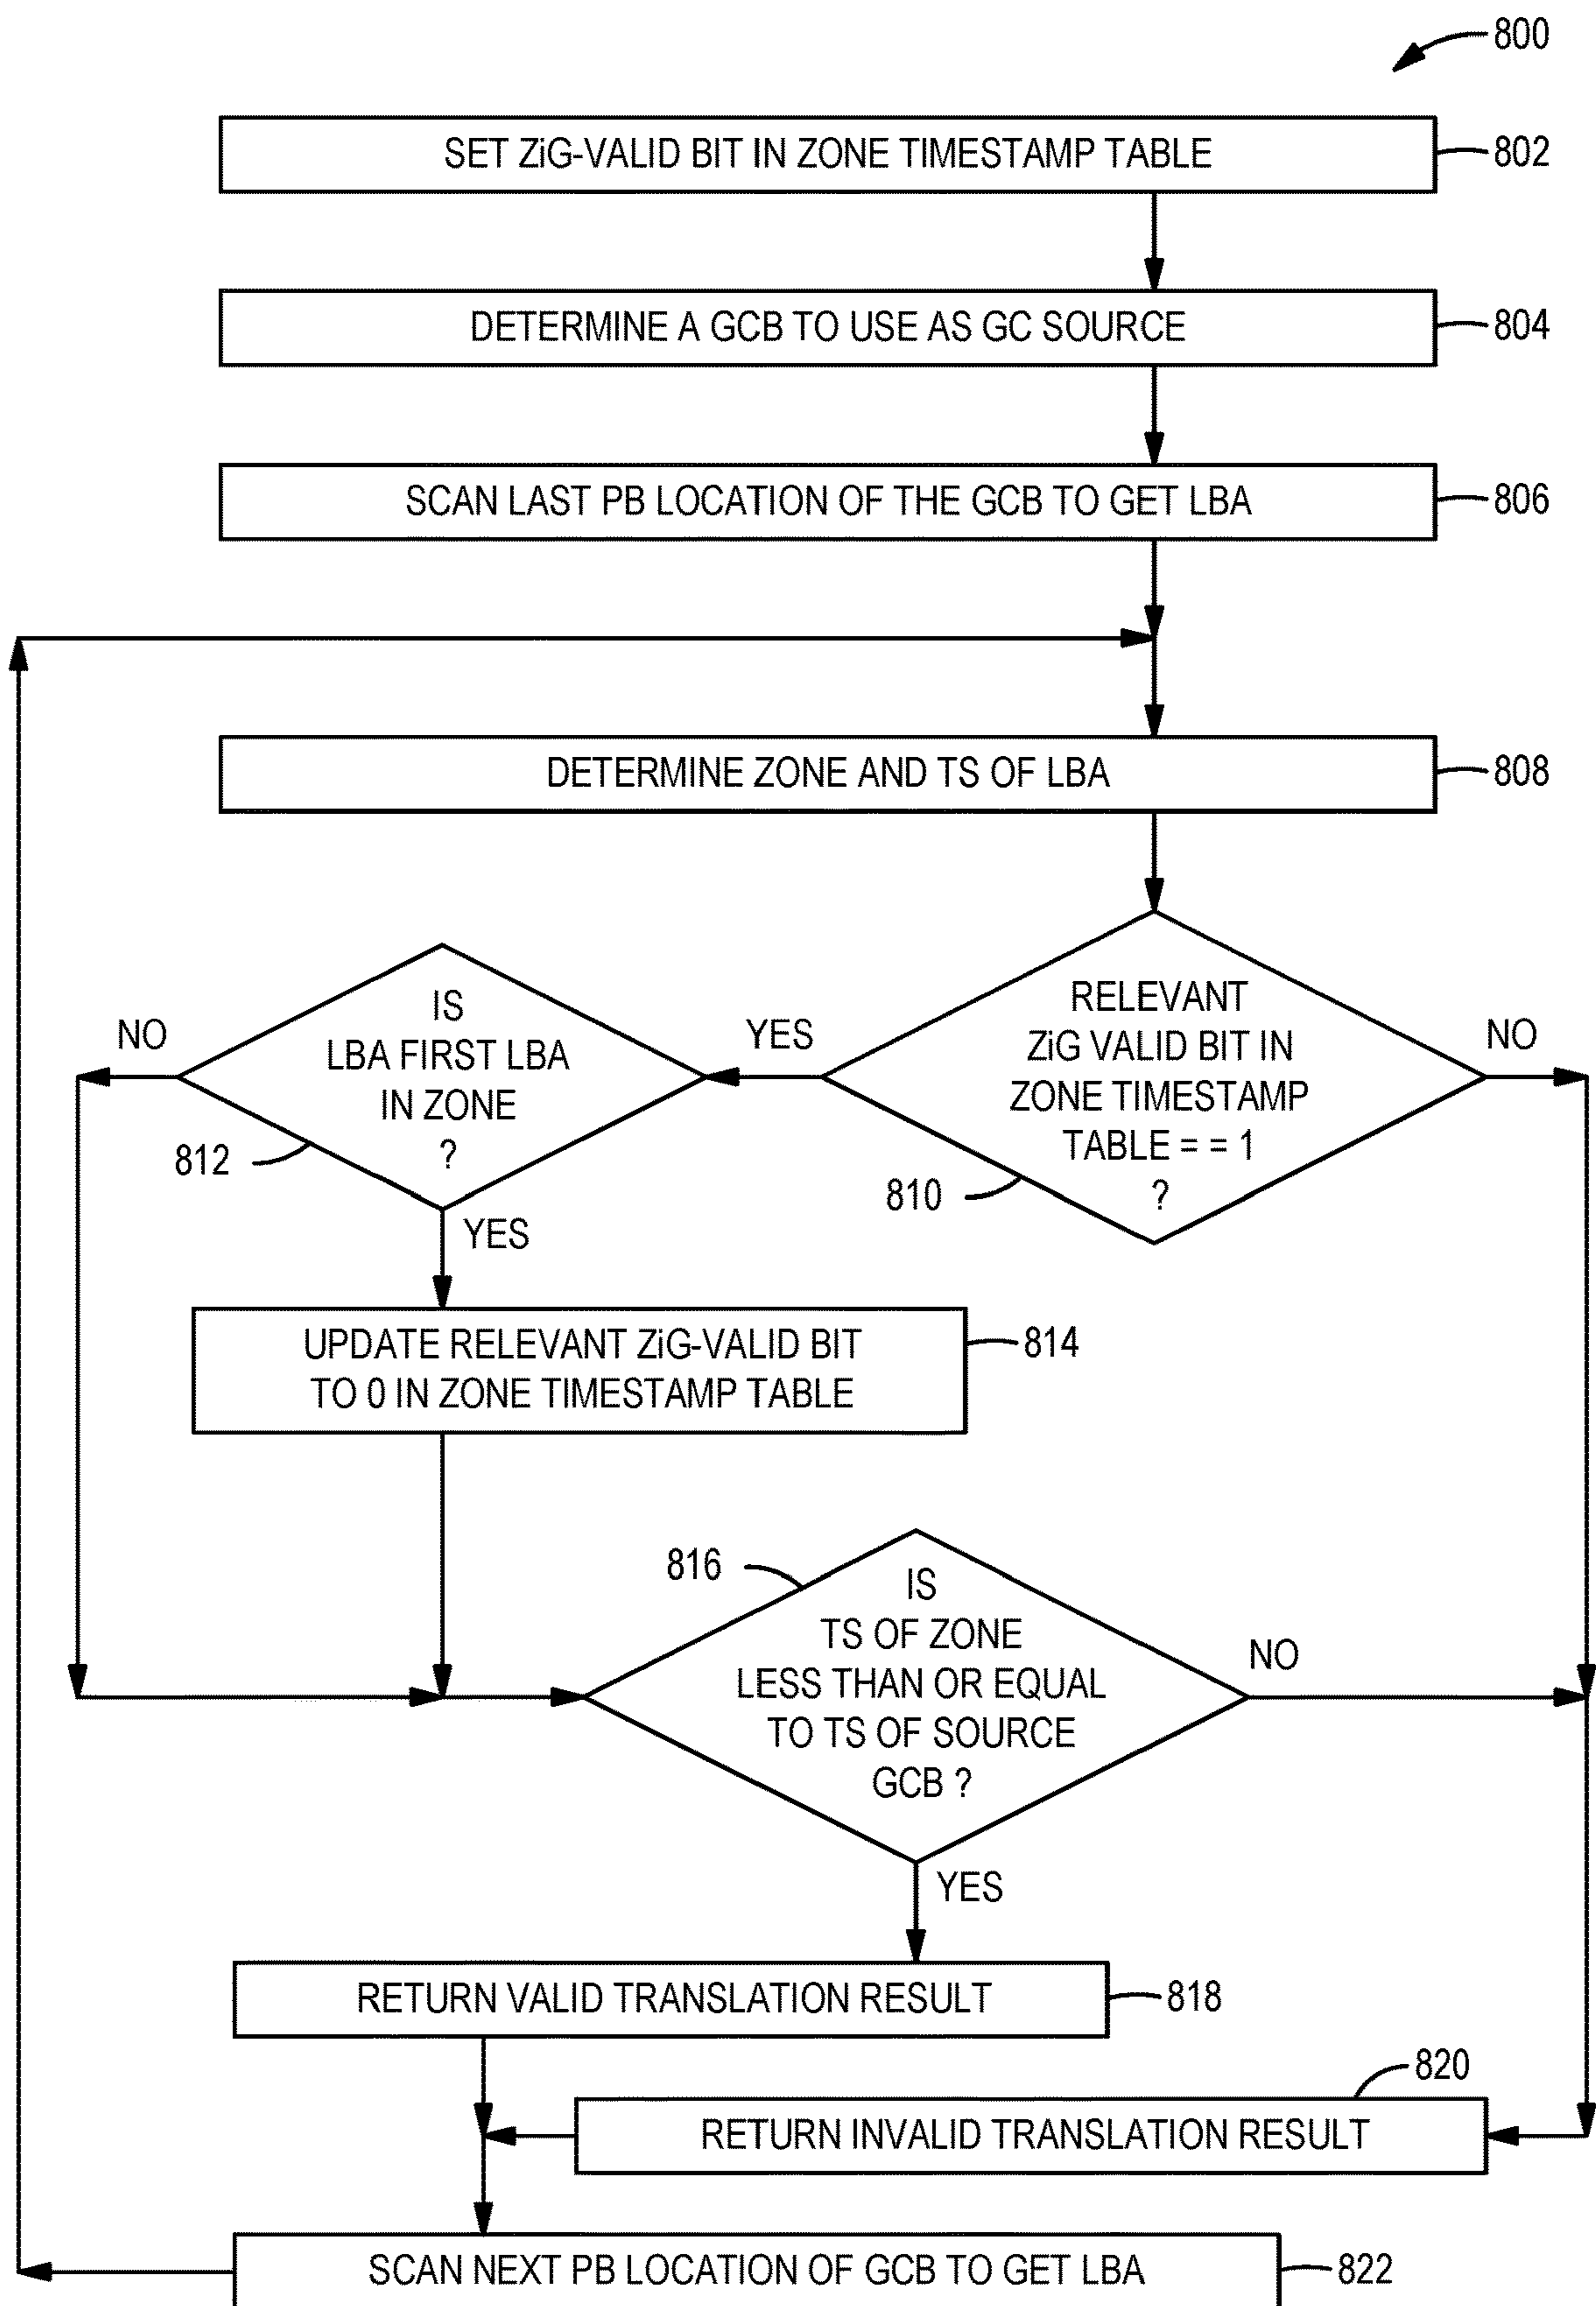 800
SET ZiG-VALID BIT IN ZONE TIMESTAMP TABLE
802
DETERMINE A GCB TO USE AS GC SOURCE
804
SCAN LAST PB LOCATION OF THE GCB TO GET LBA
806
DETERMINE ZONE AND TS OF LBA
808
NO
IS
LBA FIRST LBA
IN ZONE
?
812
YES
YES
RELEVANT
ZiG VALID BIT IN
ZONE TIMESTAMP
TABLE = = 1
?
810
NO
UPDATE RELEVANT ZiG-VALID BIT
TO 0 IN ZONE TIMESTAMP TABLE
814
816
IS
TS OF ZONE
LESS THAN OR EQUAL
TO TS OF SOURCE
GCB ?
NO
YES
RETURN VALID TRANSLATION RESULT
818
820
RETURN INVALID TRANSLATION RESULT
SCAN NEXT PB LOCATION OF GCB TO GET LBA
822